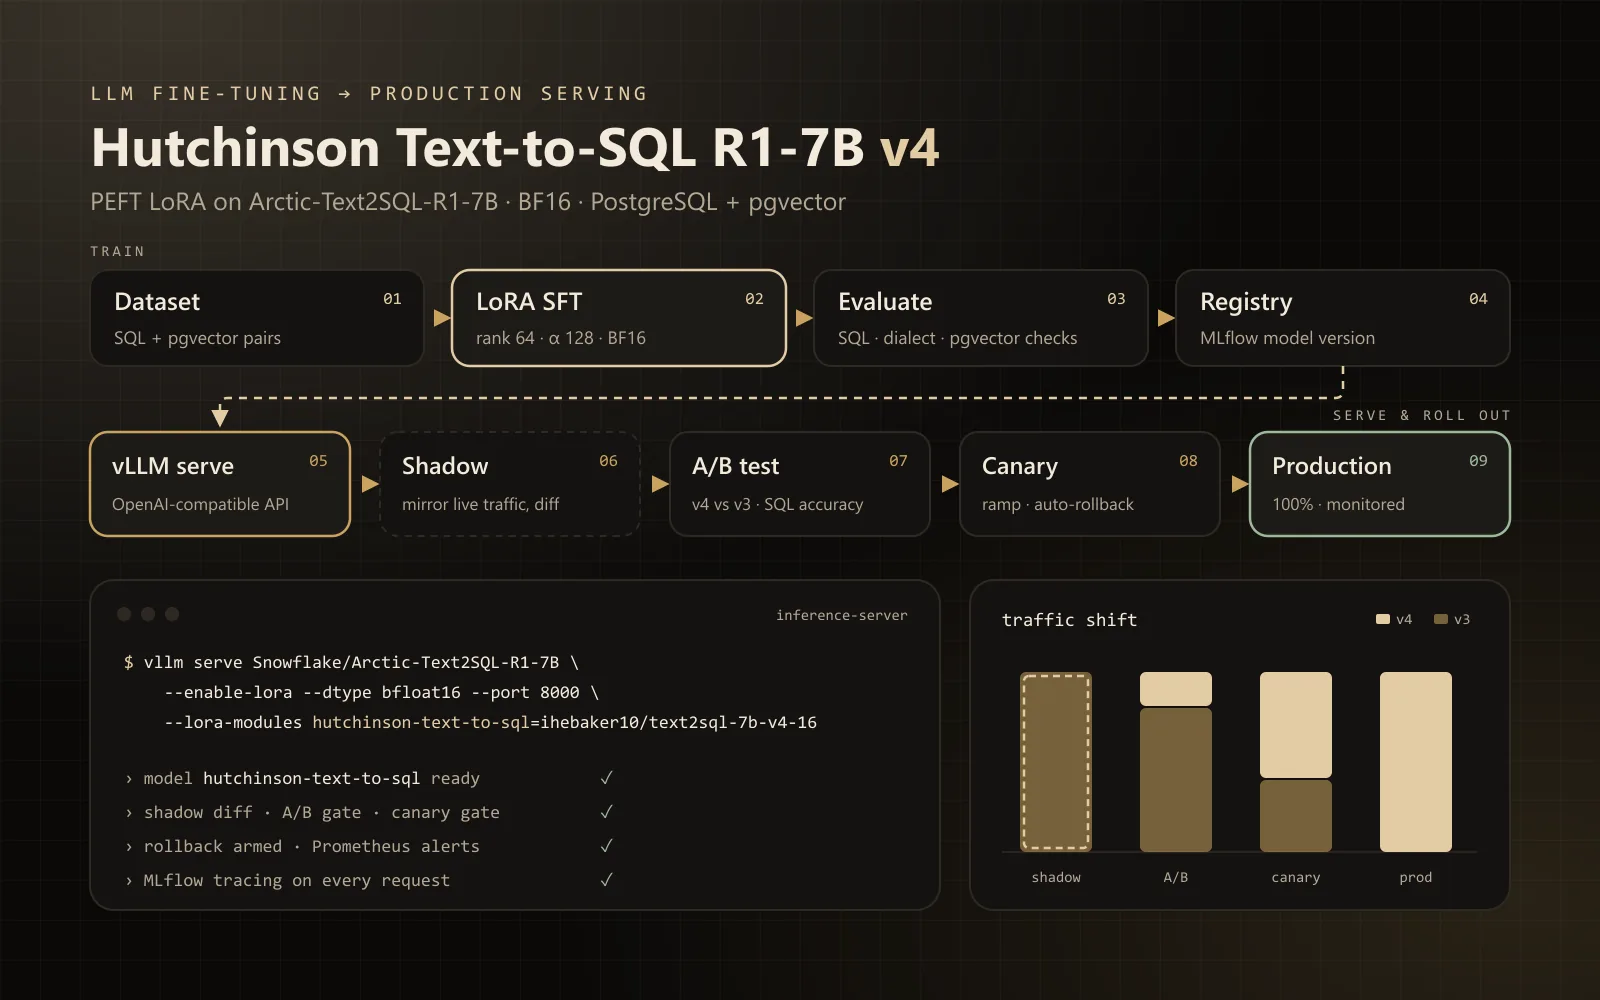 LLM FINE-TUNING → PRODUCTION SERVING
Hutchinson Text-to-SQL R1-7B v4
PEFT LoRA on Arctic-Text2SQL-R1-7B · BF16 · PostgreSQL + pgvector
TRAIN
Dataset 01
SQL + pgvector pairs
LoRA SFT 02
rank 64 · α 128 · BF16
Evaluate 03
SQL · dialect · pgvector checks
Registry 04
MLflow model version
SERVE & ROLL OUT
vLLM serve 05
OpenAI-compatible API
Shadow 06
mirror live traffic, diff
A/B test 07
v4 vs v3 · SQL accuracy
Canary 08
ramp · auto-rollback
Production 09
100% · monitored
inference-server
$ vllm serve Snowflake/Arctic-Text2SQL-R1-7B \
--enable-lora --dtype bfloat16 --port 8000 \
--lora-modules hutchinson-text-to-sql=ihebaker10/text2sql-7b-v4-16
› model hutchinson-text-to-sql ready ✓
› shadow diff · A/B gate · canary gate ✓
› rollback armed · Prometheus alerts ✓
› MLflow tracing on every request ✓
traffic shift
v4 v3
shadow A/B canary prod